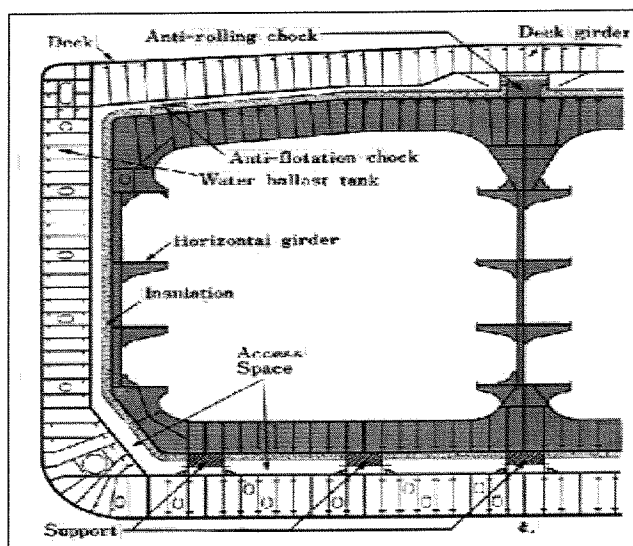 Anti-rolling chock
Deck girder
Deck
Anti-flotation chock
Water ballast tank
Horizontal girder
Insulation
Access
Space
Support